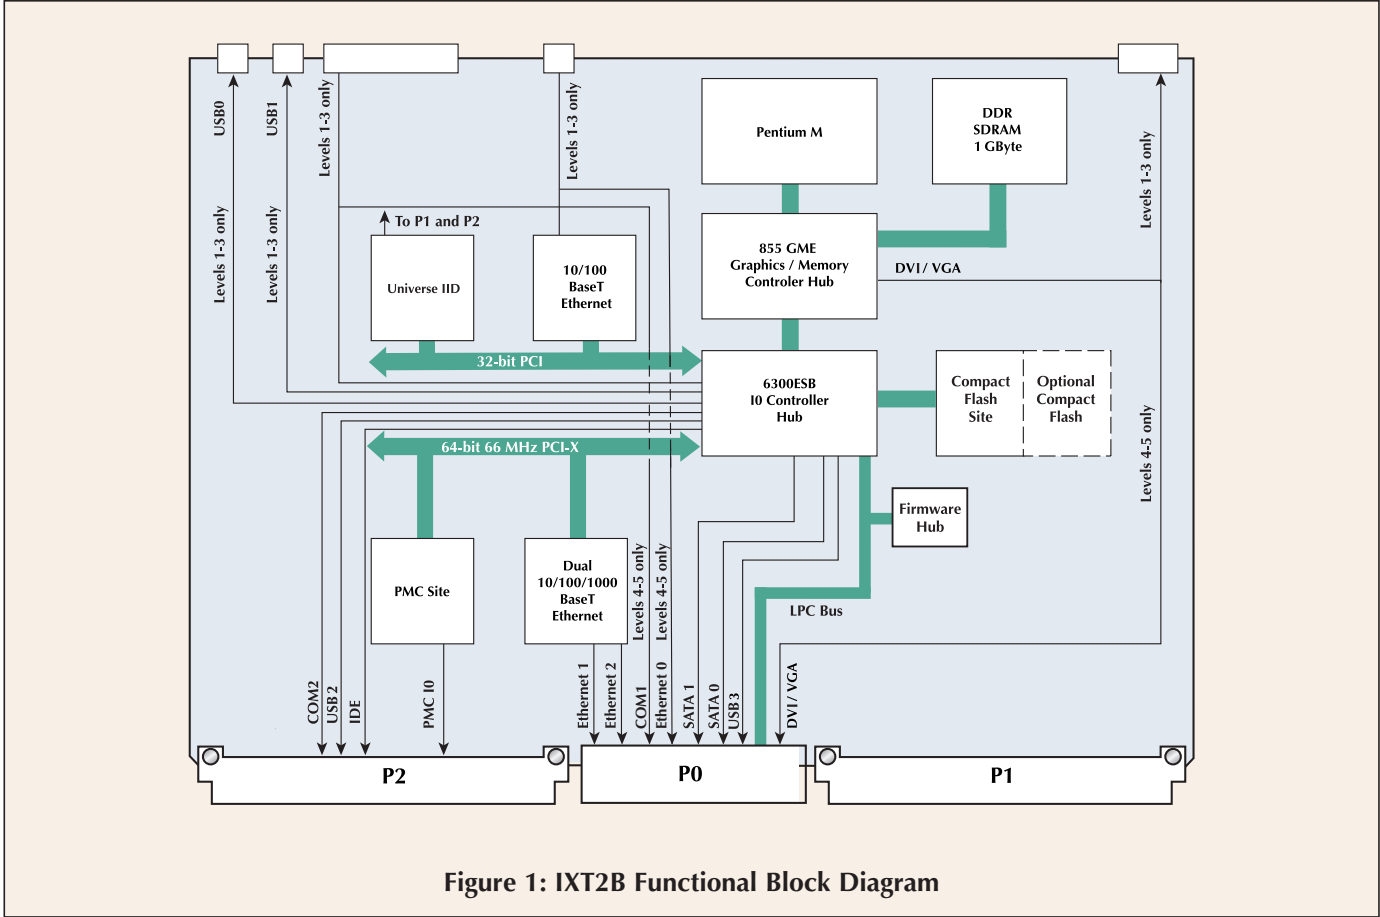 USB0
USB1
Levels 1-3 only
Levels 1-3 only
Levels 1-3 only
Levels 1-3 only
Levels 1-3 only
Pentium M
DDR
SDRAM
1 GByte
To P1 and P2
Universe IID
10/100
BaseT
Ethernet
855 GME
Graphics / Memory
Controler Hub
DVI / VGA
32-bit PCI
6300ESB
I0 Controller
Hub
Compact
Flash
Site
Optional
Compact
Flash
64-bit 66 MHz PCI-X
Levels 4-5 only
Firmware
Hub
PMC Site
Dual
10/100/1000
BaseT
Ethernet
Levels 4-5 only
Levels 4-5 only
LPC Bus
COM2
USB 2
IDE
PMC I0
Ethernet 1
Ethernet 2
COM1
Ethernet 0
SATA 1
SATA 0
USB 3
DVI / VGA
P2
P0
P1
Figure 1: IXT2B Functional Block Diagram